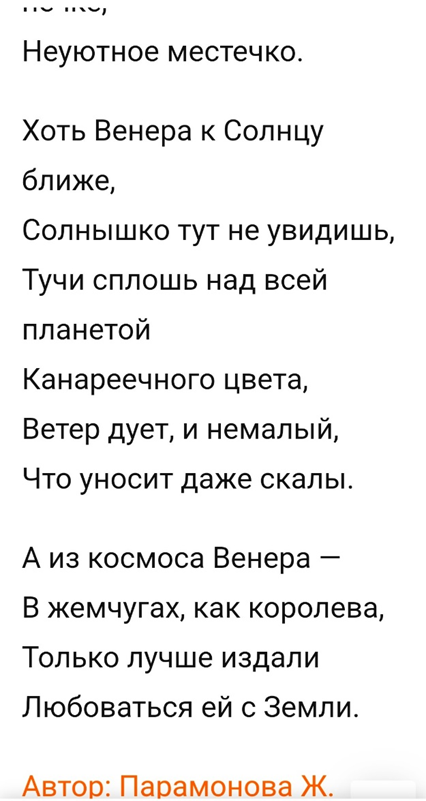 Неуютное местечко.
Хоть Венера к Солнцу
ближе,
Солнышко тут не увидишь,
Тучи сплошь над всей
планетой
Канареечного цвета,
Ветер дует, и немалый,
Что уносит даже скалы.
А из космоса Венера —
В жемчугах, как королева,
Только лучше издали
Любоваться ей с Земли.
Автор: Парамонова Ж.